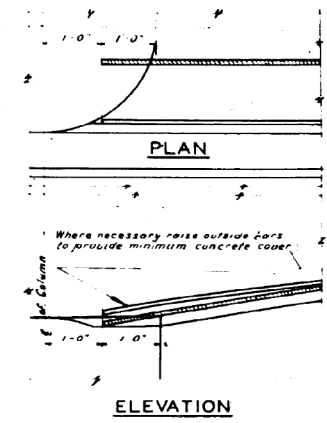 1'-0" 1'-0"
PLAN
Where necessary raise outside bars
to provide minimum concrete cover
of Column
1'-0" 1'-0"
ELEVATION